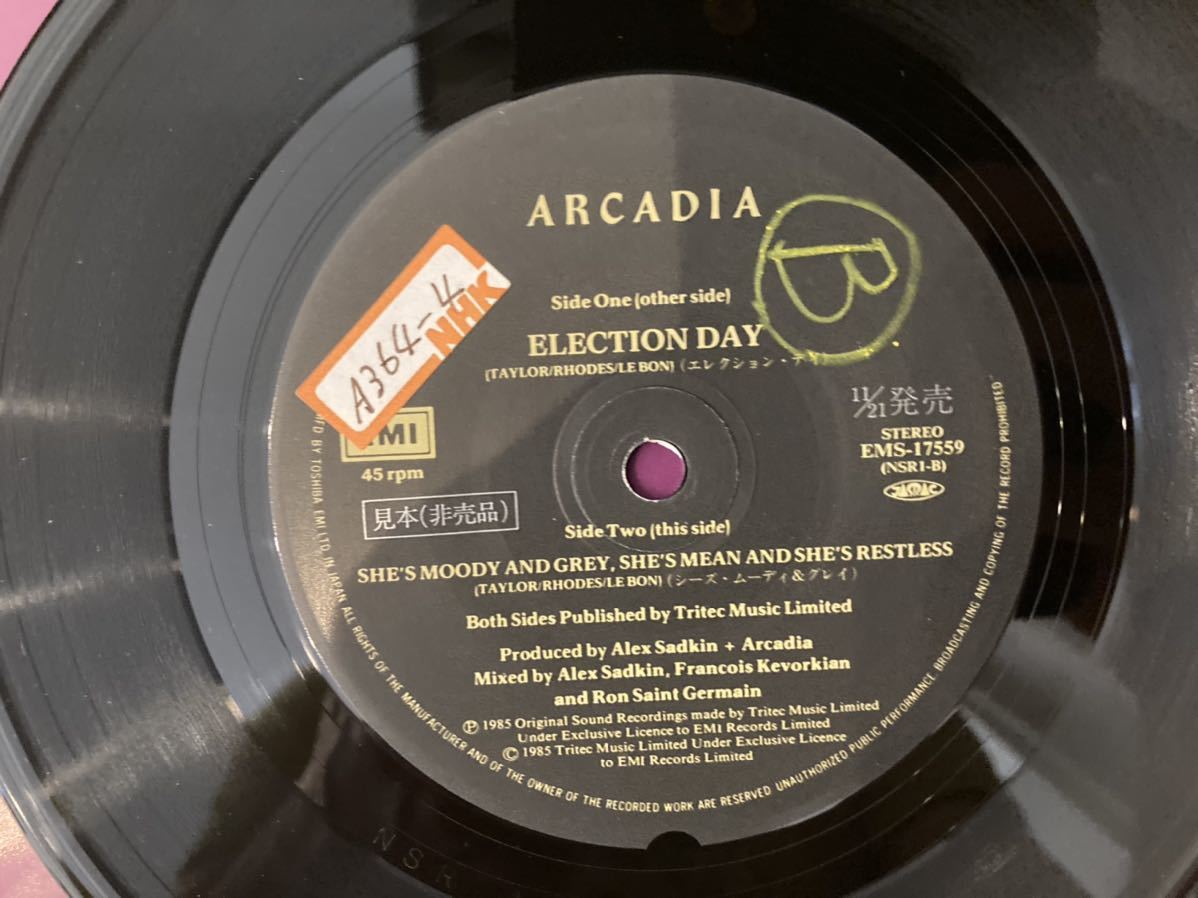 ARCADIA
B
Side One (other side)
ELECTION DAY
(TAYLOR/RHODES/LE BON) (エレクション・デイ)
A364-4
NHK
EMI
45 rpm
11/21発売
STEREO
EMS-17559
(NSR1-B)
JASRAC
見本(非売品)
Side Two (this side)
SHE'S MOODY AND GREY, SHE'S MEAN AND SHE'S RESTLESS
(TAYLOR/RHODES/LE BON) (シーズ・ムーディ&グレイ)
Both Sides Published by Tritec Music Limited
Produced by Alex Sadkin + Arcadia
Mixed by Alex Sadkin, Francois Kevorkian
and Ron Saint Germain
Ⓟ 1985 Original Sound Recordings made by Tritec Music Limited
Under Exclusive Licence to EMI Records Limited
© 1985 Tritec Music Limited Under Exclusive Licence
to EMI Records Limited
MFD BY TOSHIBA EMI LTD. IN JAPAN ALL RIGHTS OF THE MANUFACTURER AND OF THE OWNER OF THE RECORDED WORK ARE RESERVED UNAUTHORIZED PUBLIC PERFORMANCE, BROADCASTING AND COPYING OF THE RECORD PROHIBITED
NSR